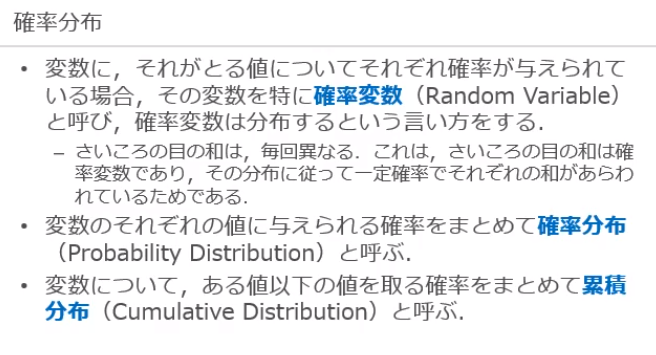 確率分布
• 変数に，それがとる値についてそれぞれ確率が与えられて
いる場合，その変数を特に確率変数（Random Variable）
と呼び，確率変数は分布するという言い方をする．
– さいころの目の和は，毎回異なる．これは，さいころの目の和は確
率変数であり，その分布に従って一定確率でそれぞれの和があらわ
れているためである．
• 変数のそれぞれの値に与えられる確率をまとめて確率分布
（Probability Distribution）と呼ぶ．
• 変数について，ある値以下の値を取る確率をまとめて累積
分布（Cumulative Distribution）と呼ぶ．